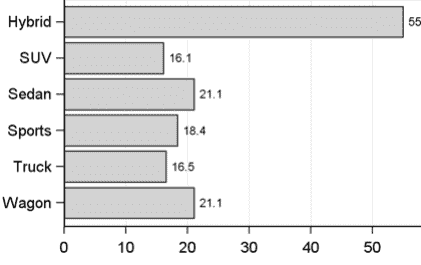 Hybrid 55
SUV 16.1
Sedan 21.1
Sports 18.4
Truck 16.5
Wagon 21.1
0 10 20 30 40 50